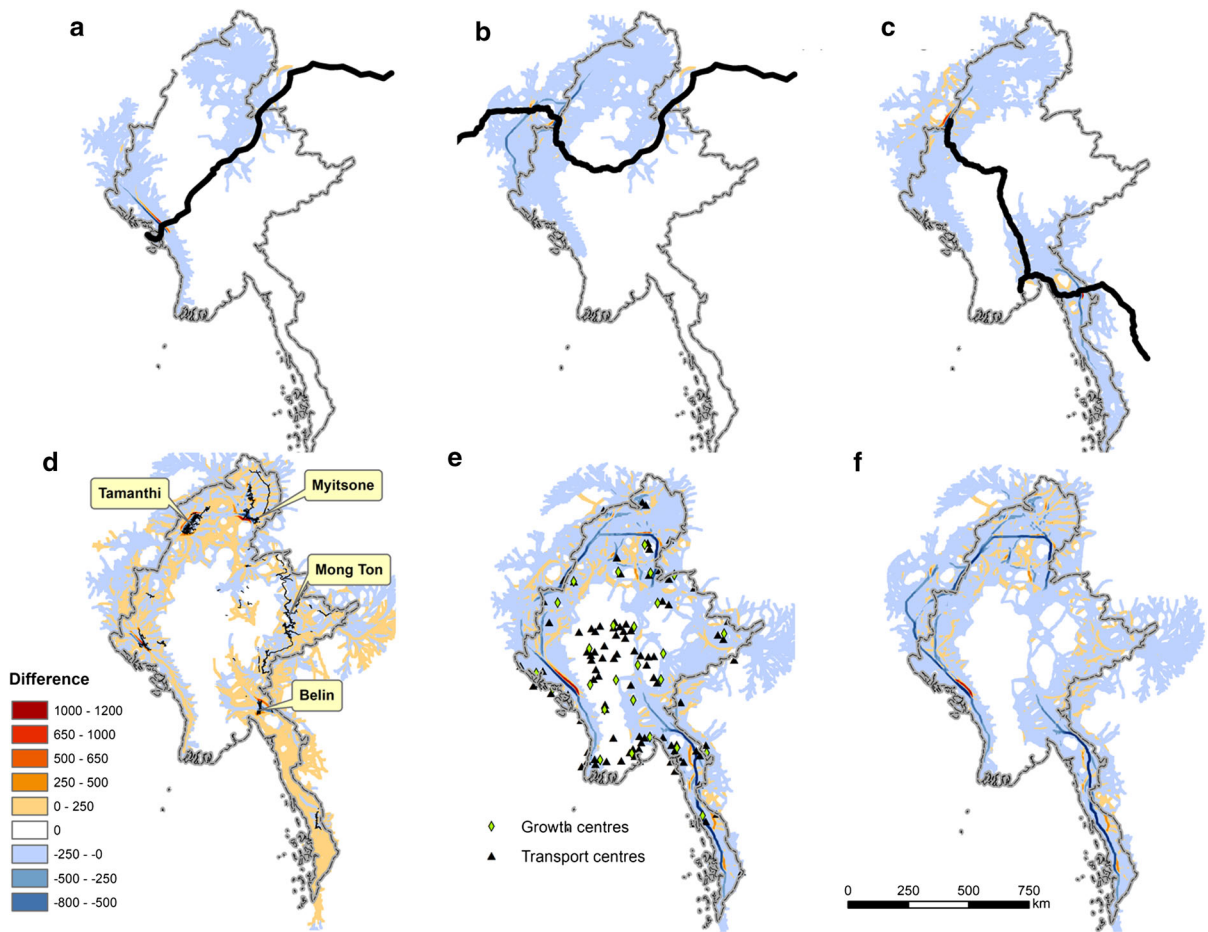 a
b
c
d
Tamanthi
Myitsone
Mong Ton
Belin
Difference
1000 - 1200
650 - 1000
500 - 650
250 - 500
0 - 250
0
-250 - -0
-500 - -250
-800 - -500
e
Growth centres
Transport centres
f
0 250 500 750
km